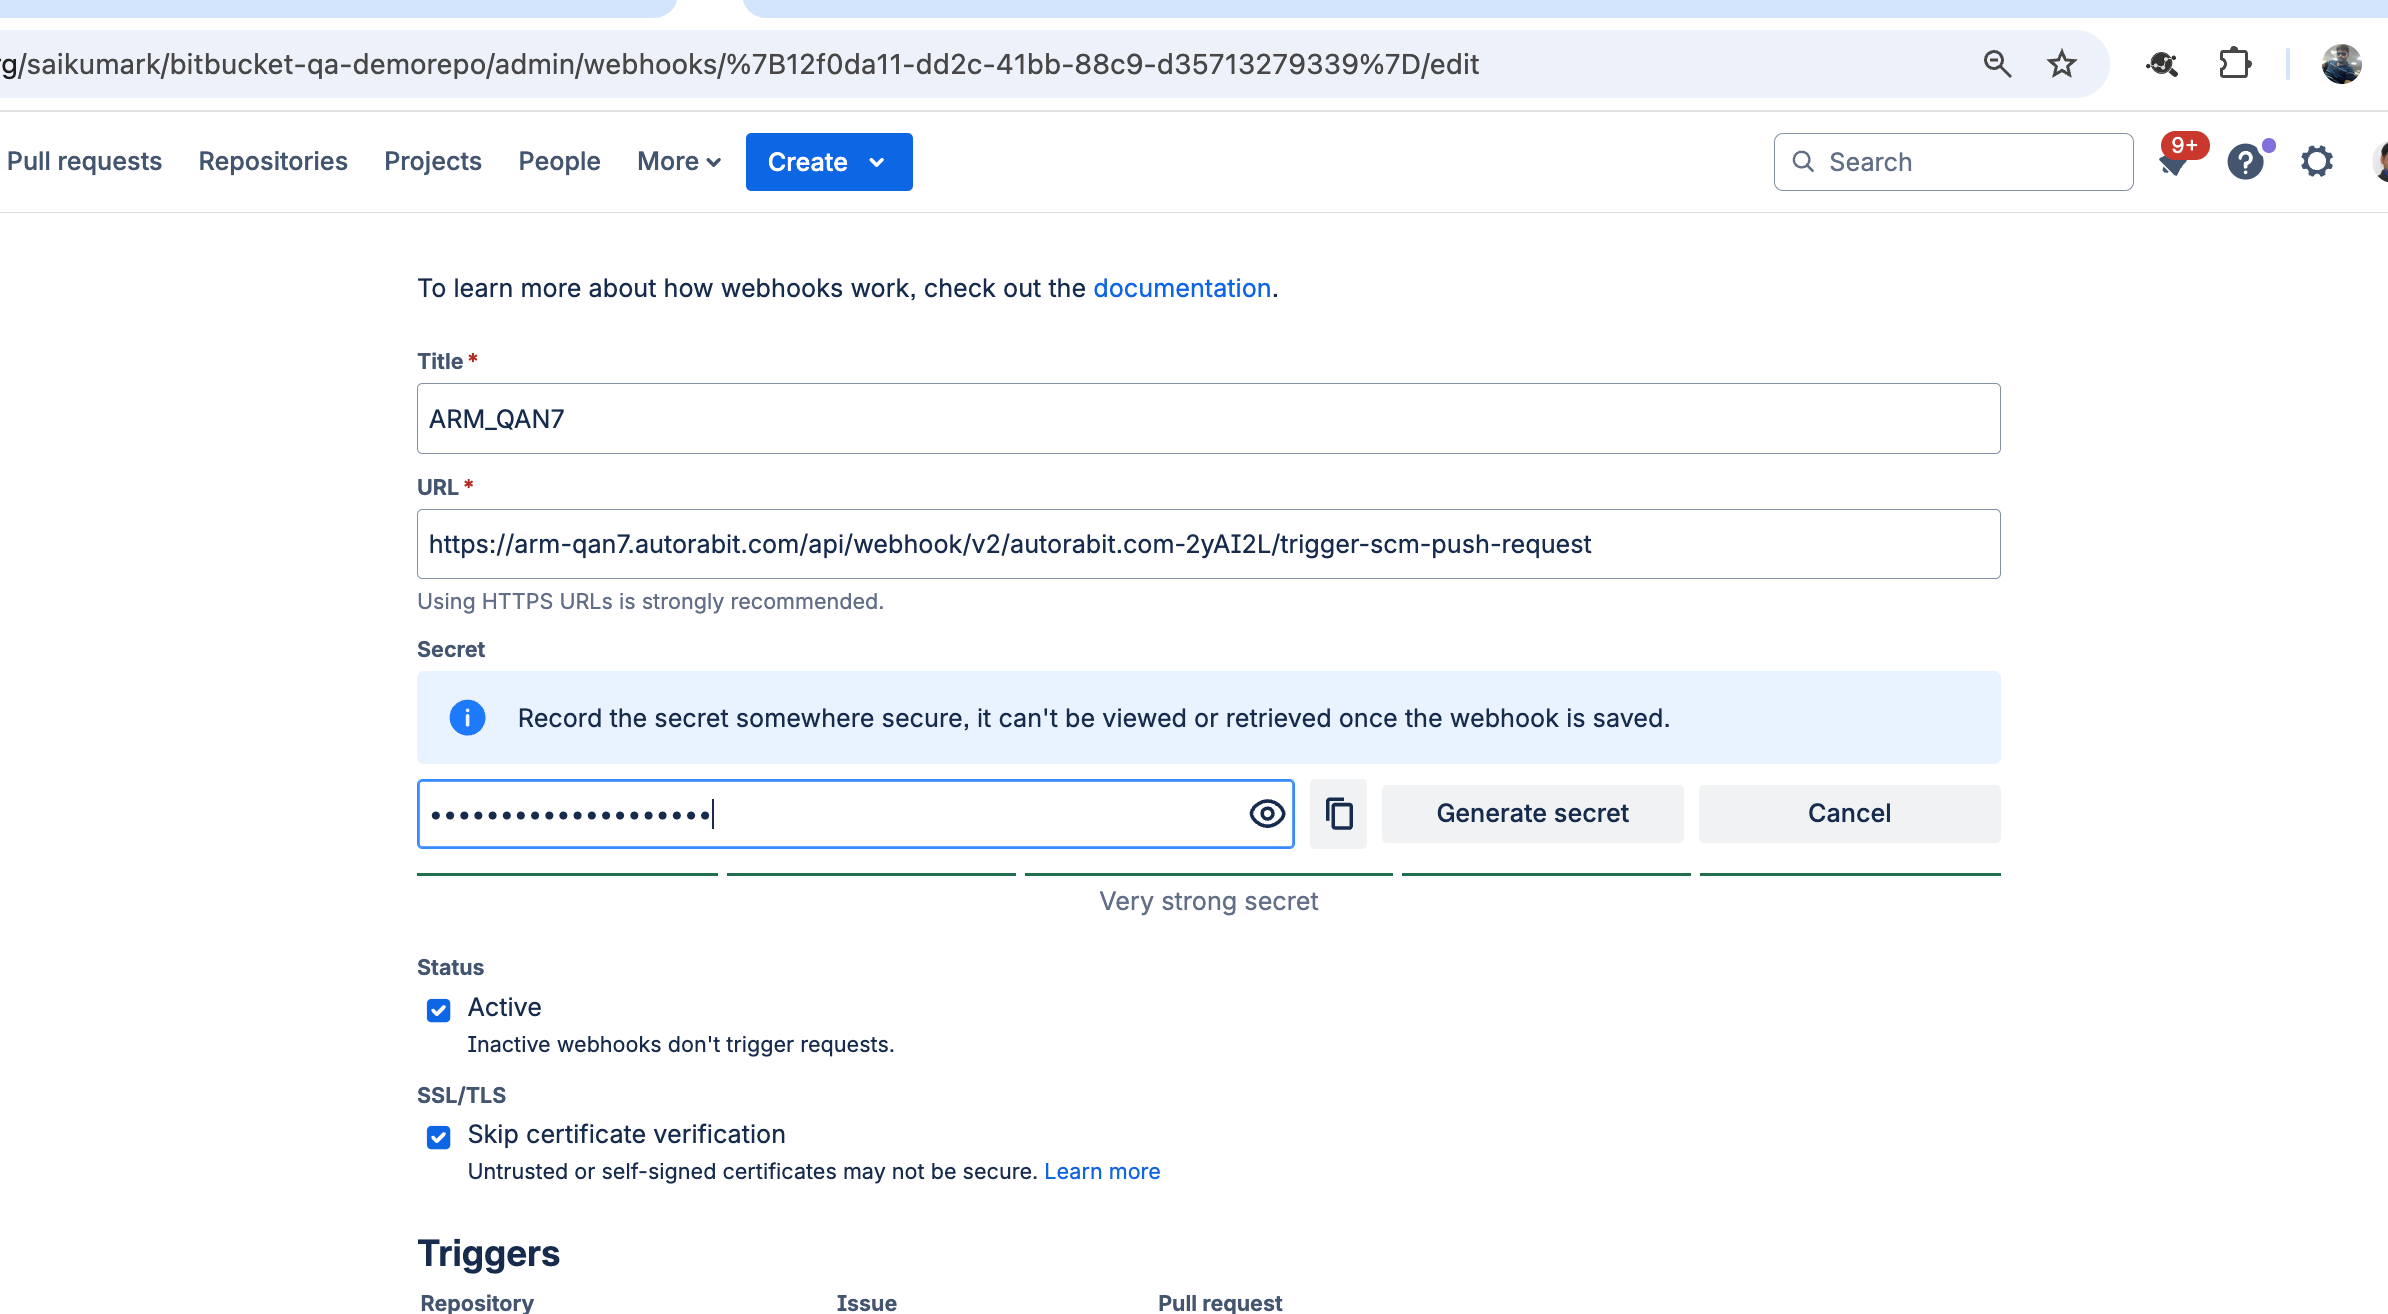 g/saikumark/bitbucket-qa-demorepo/admin/webhooks/%7B12f0da11-dd2c-41bb-88c9-d35713279339%7D/edit
Pull requests Repositories Projects People More Create Search 9+
To learn more about how webhooks work, check out the documentation.
Title *
ARM_QAN7
URL *
https://arm-qan7.autorabit.com/api/webhook/v2/autorabit.com-2yAI2L/trigger-scm-push-request
Using HTTPS URLs is strongly recommended.
Secret
Record the secret somewhere secure, it can't be viewed or retrieved once the webhook is saved.
•••••••••••••••••••• Generate secret Cancel
Very strong secret
Status
Active
Inactive webhooks don't trigger requests.
SSL/TLS
Skip certificate verification
Untrusted or self-signed certificates may not be secure. Learn more
Triggers
Repository Issue Pull request